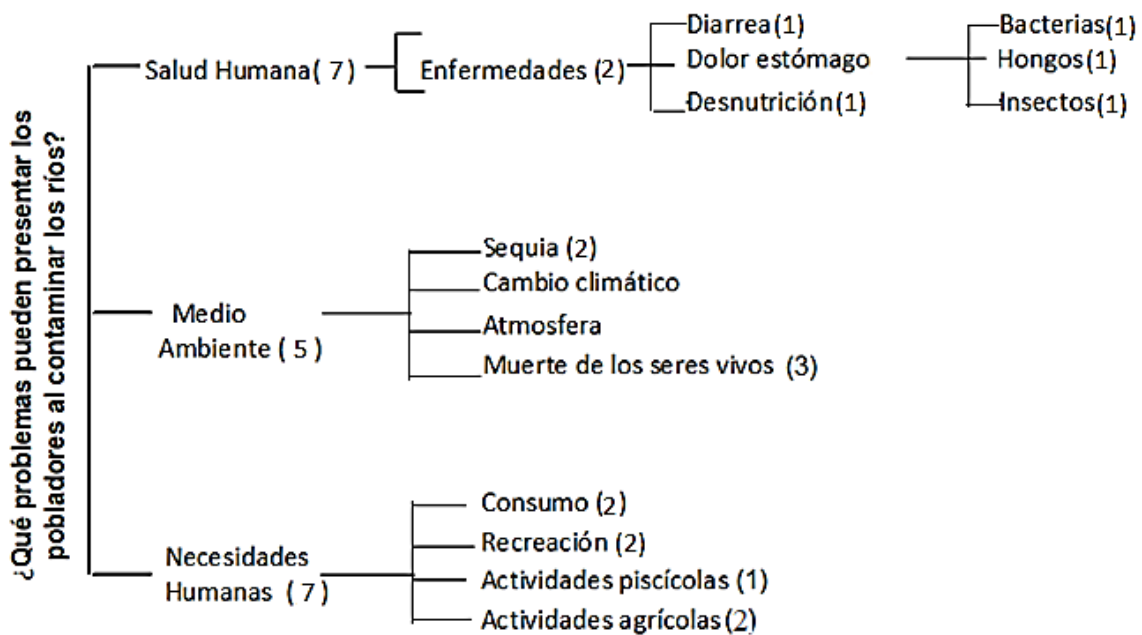 ¿Qué problemas pueden presentar los
pobladores al contaminar los ríos?
Salud Humana( 7 )
Enfermedades (2)
Diarrea(1)
Dolor estómago
Desnutrición(1)
Bacterias(1)
Hongos(1)
Insectos(1)
Medio
Ambiente ( 5 )
Sequia (2)
Cambio climático
Atmosfera
Muerte de los seres vivos (3)
Necesidades
Humanas ( 7 )
Consumo (2)
Recreación (2)
Actividades piscícolas (1)
Actividades agrícolas(2)